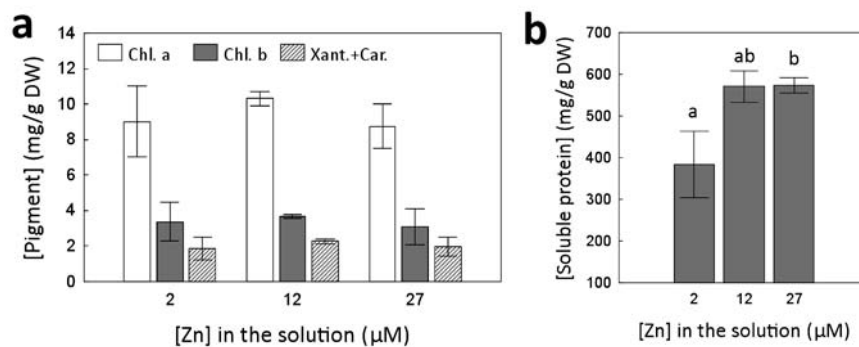 a
14
12
10
8
6
4
2
0
[Pigment] (mg/g DW)
Chl. a Chl. b Xant.+Car.
2 12 27
[Zn] in the solution (μM)
b
700
600
500
400
300
200
100
[Soluble protein] (mg/g DW)
a ab b
2 12 27
[Zn] in the solution (μM)